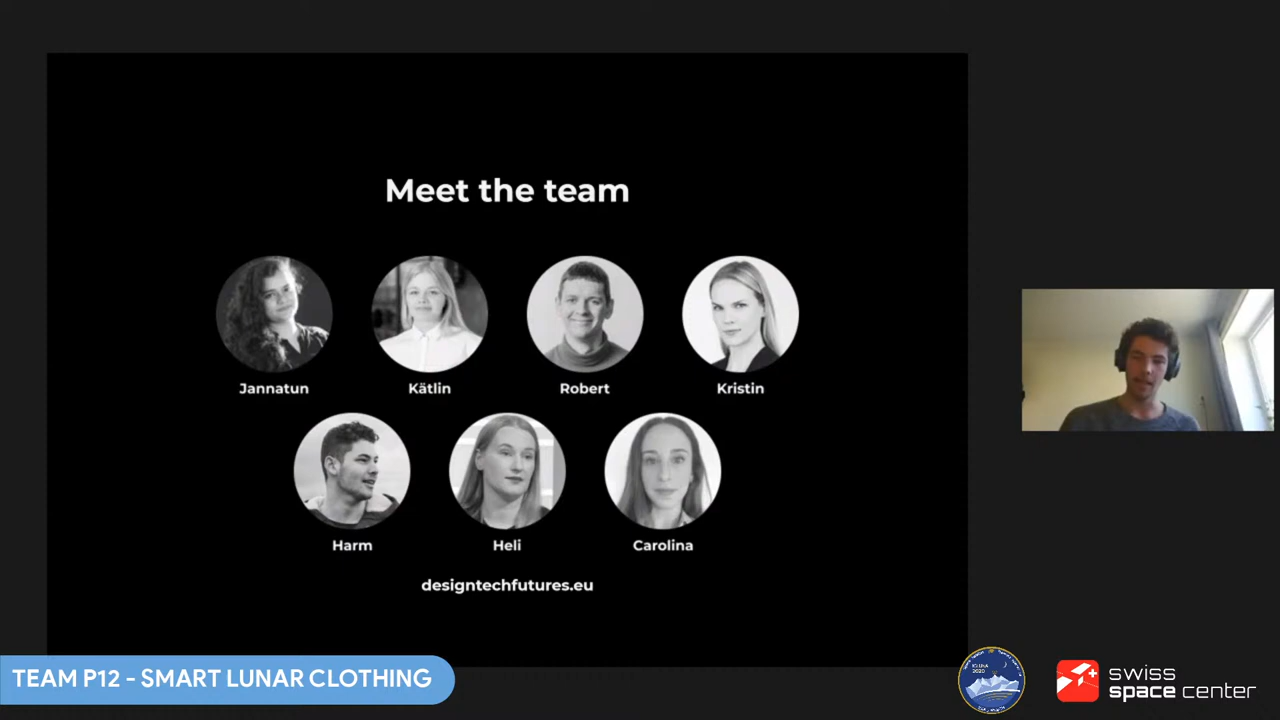 Meet the team
Jannatun
Kätlin
Robert
Kristin
Harm
Heli
Carolina
designtechfutures.eu
TEAM P12 - SMART LUNAR CLOTHING
swiss
space center